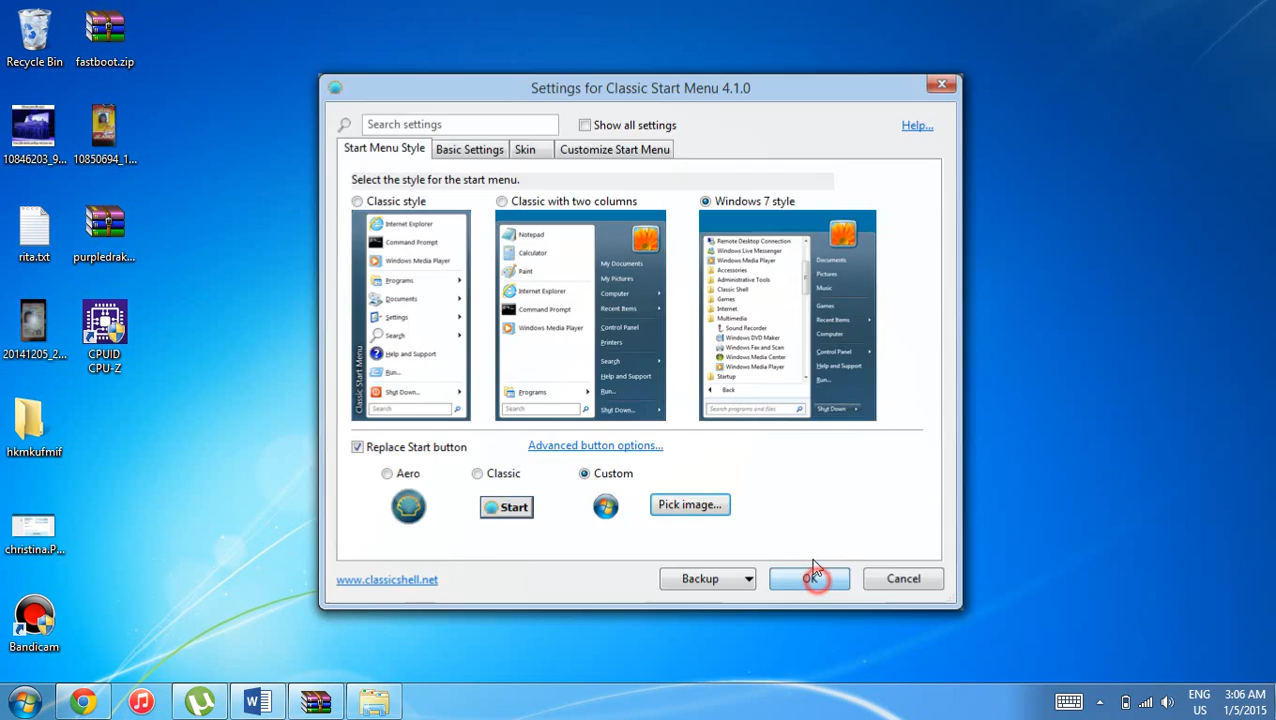 Recycle Bin
fastboot.zip
10846203_9...
10850694_1...
nta.txt
purpledrak...
20141205_2...
CPUID
CPU-Z
hkmkufmif
christina.P...
Bandicam
Settings for Classic Start Menu 4.1.0
Search settings
Show all settings
Help...
Start Menu Style
Basic Settings
Skin
Customize Start Menu
Select the style for the start menu.
Classic style
Classic with two columns
Windows 7 style
Internet Explorer
Command Prompt
Windows Media Player
Programs
Documents
Settings
Search
Help and Support
Run...
Shut Down...
Search
Classic Start Menu
Notepad
Calculator
Paint
Internet Explorer
Command Prompt
Windows Media Player
Programs
Search
My Documents
My Pictures
Computer
Recent Items
Control Panel
Printers
Search
Help and Support
Run...
Shut Down...
Remote Desktop Connection
Windows Live Messenger
Windows Media Player
Accessories
Administrative Tools
Classic Shell
Games
Internet
Multimedia
Sound Recorder
Windows DVD Maker
Windows Fax and Scan
Windows Media Center
Windows Media Player
Startup
Back
Search programs and files
Documents
Pictures
Music
Games
Recent Items
Computer
Control Panel
Help and Support
Run...
Shut Down
Replace Start button
Advanced button options...
Aero
Classic
Custom
Start
Pick image...
www.classicshell.net
Backup
OK
Cancel
ENG
US
3:06 AM
1/5/2015